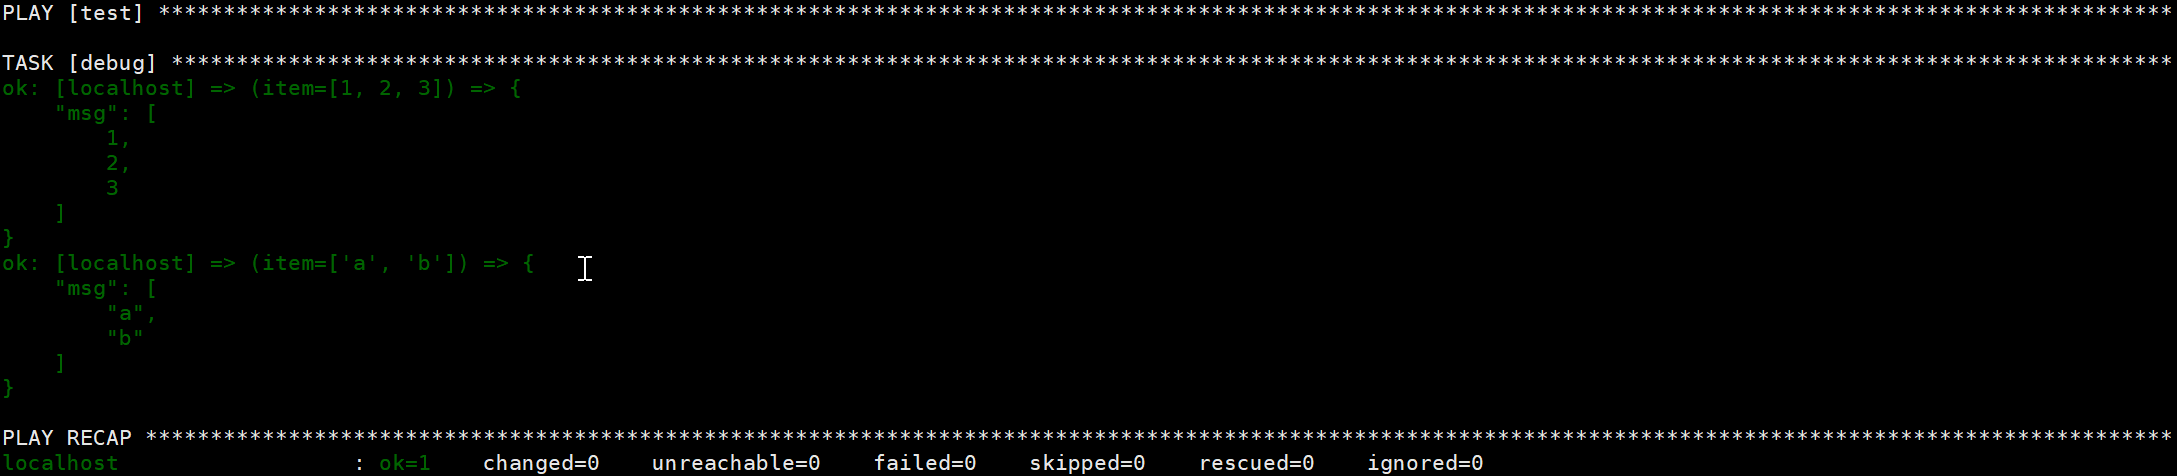 PLAY [test] ***********************************************************************************************************************************************************
TASK [debug] **********************************************************************************************************************************************************
ok: [localhost] => (item=[1, 2, 3]) => {
    "msg": [
        1,
        2,
        3
    ]
}
ok: [localhost] => (item=['a', 'b']) => {
    "msg": [
        "a",
        "b"
    ]
}
PLAY RECAP ************************************************************************************************************************************************************
localhost                  : ok=1    changed=0    unreachable=0    failed=0    skipped=0    rescued=0    ignored=0